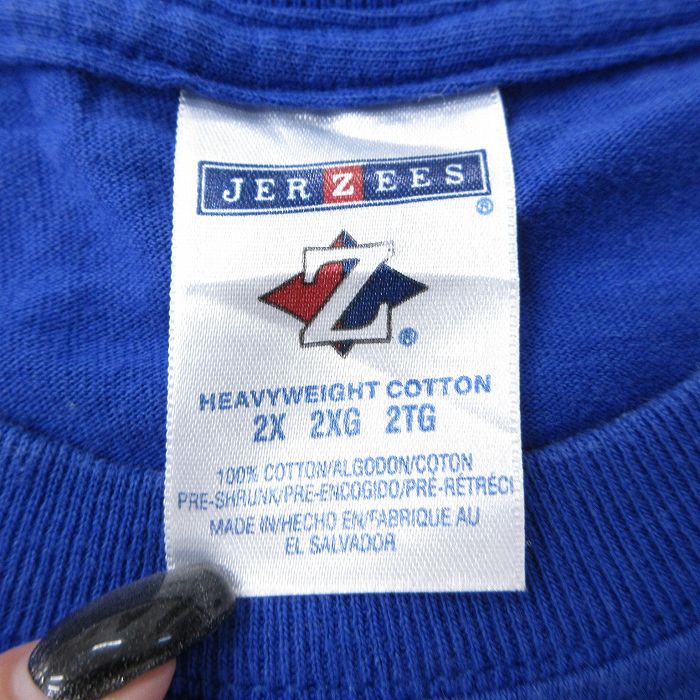 JERZEES®
Z®
HEAVYWEIGHT COTTON
2X 2XG 2TG
100% COTTON/ALGODON/COTON
PRE-SHRUNK/PRE-ENCOGIDO/PRE-RÉTRÉCI
MADE IN/HECHO EN/FABRIQUE AU
EL SALVADOR